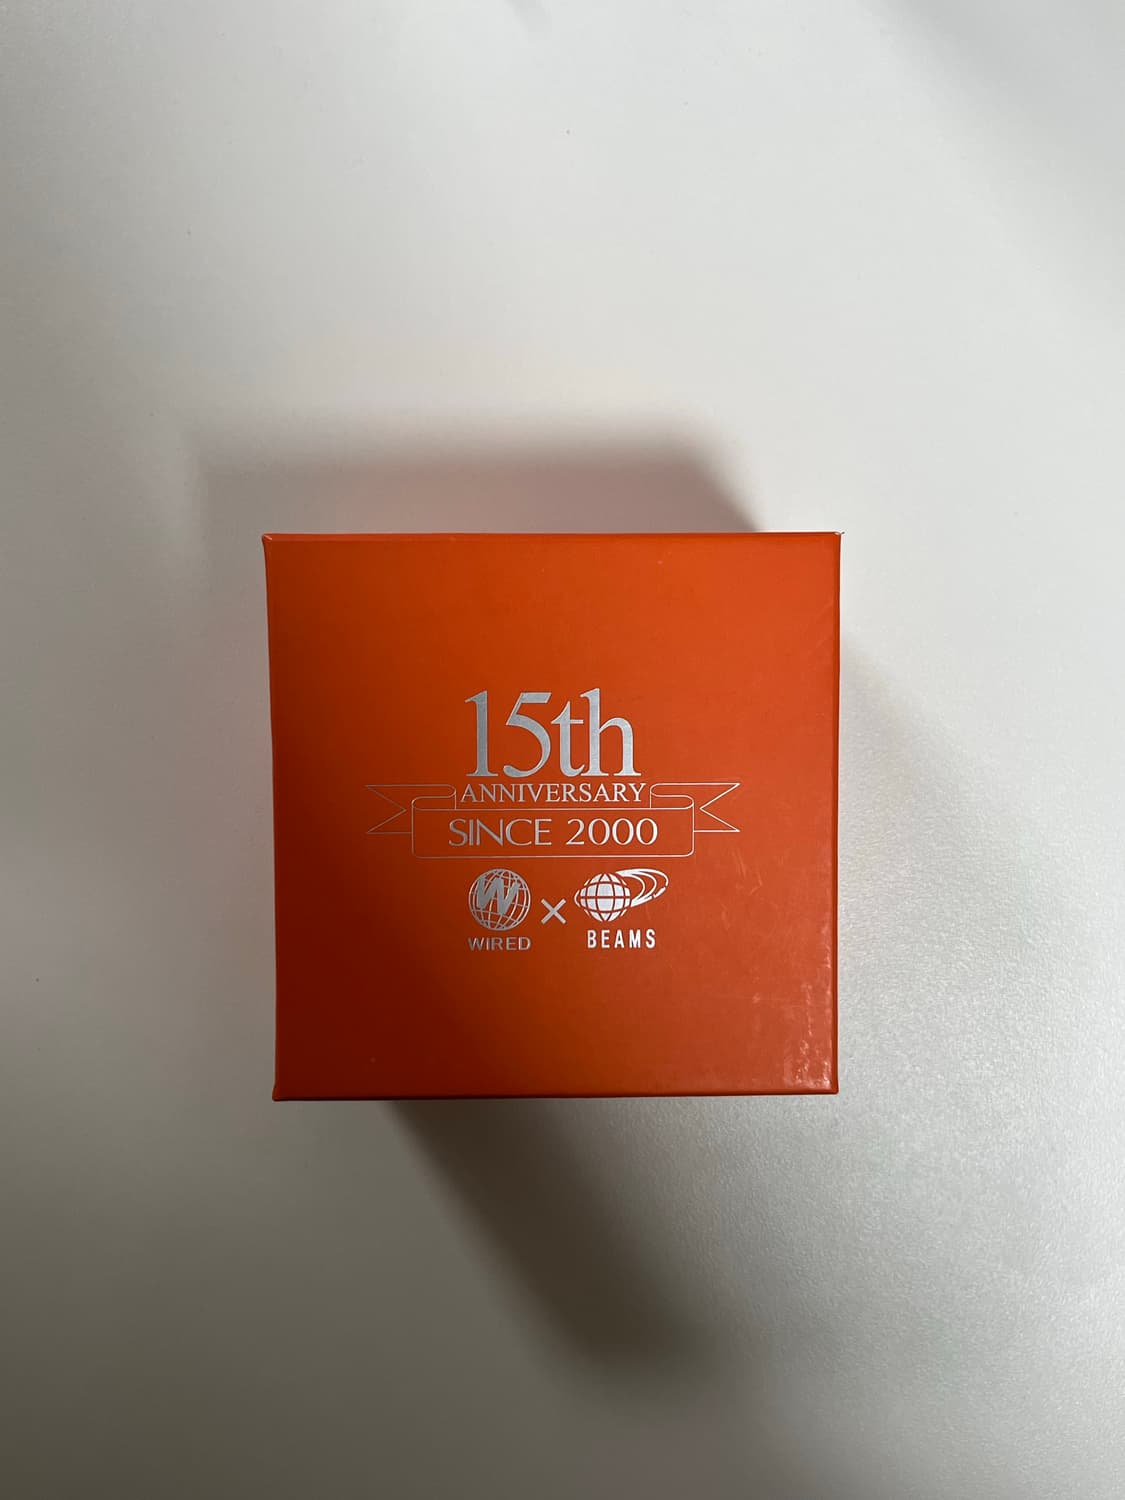 15th
ANNIVERSARY
SINCE 2000
W × 
WIRED BEAMS